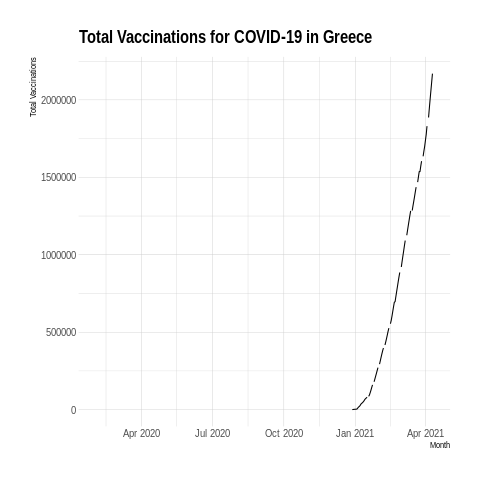 Total Vaccinations for COVID-19 in Greece
Total Vaccinations
2000000
1500000
1000000
500000
0
Apr 2020 Jul 2020 Oct 2020 Jan 2021 Apr 2021
Month